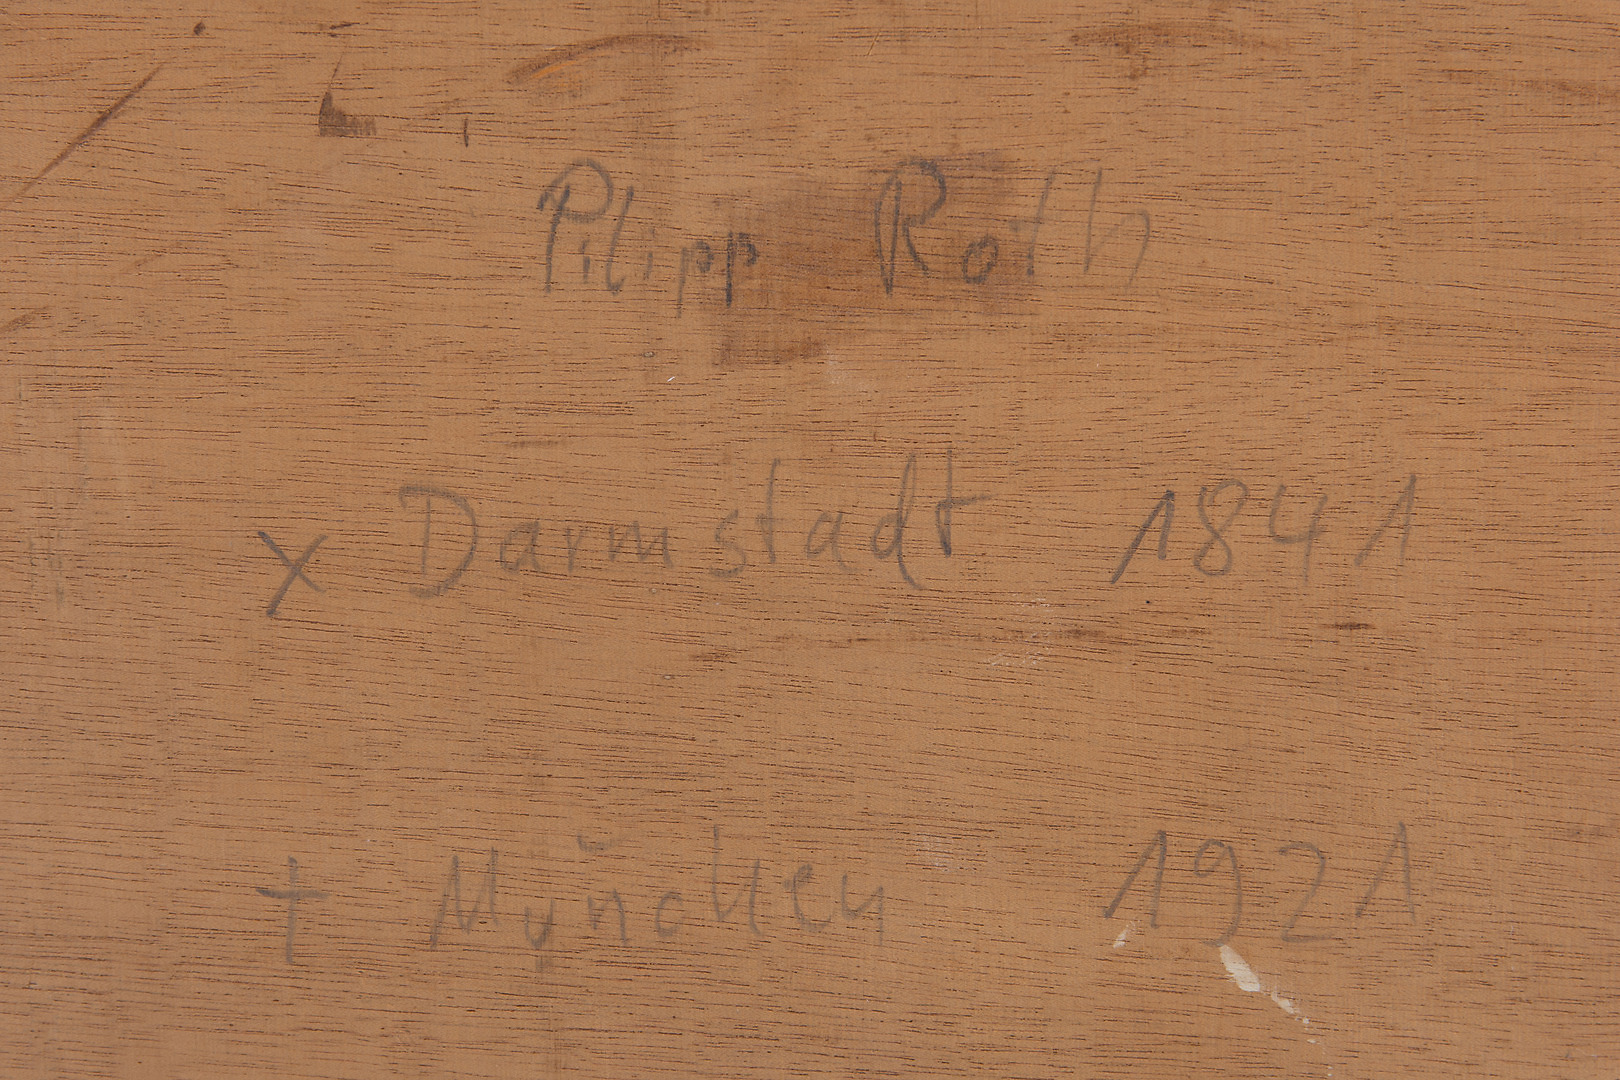 Pilipp Roth
x Darmstadt 1841
† München 1921